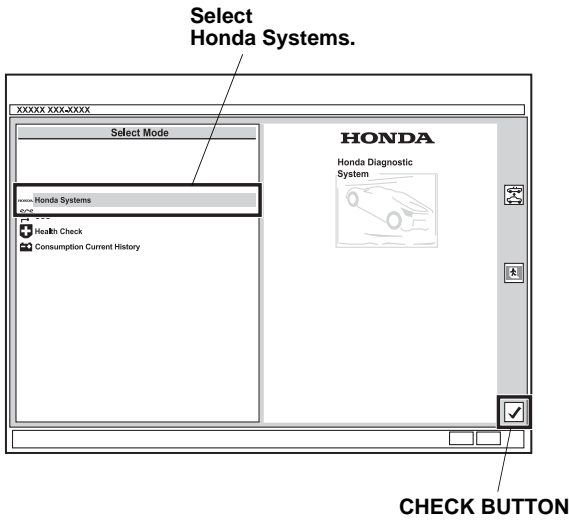 Select
Honda Systems.
XXXXX XXX-XXXX
Select Mode
HONDA Honda Systems
Health Check
Consumption Current History
HONDA
Honda Diagnostic
System
CHECK BUTTON